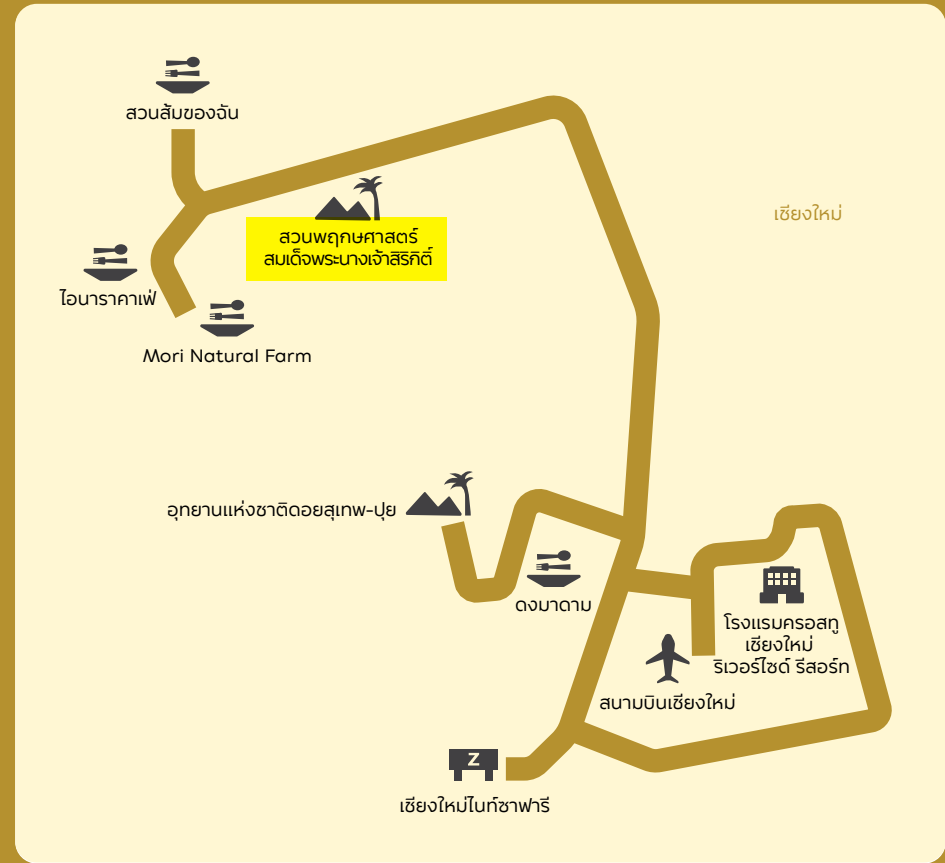 สวนส้มของฉัน
เชียงใหม่
สวนพฤกษศาสตร์
สมเด็จพระนางเจ้าสิริกิติ์
ไอนาราคาเฟ่
Mori Natural Farm
อุทยานแห่งชาติดอยสุเทพ-ปุย
ดงมาดาม
โรงแรมครอสทู
เชียงใหม่
ริเวอร์ไซด์ รีสอร์ท
สนามบินเชียงใหม่
Z
เชียงใหม่ไนท์ซาฟารี